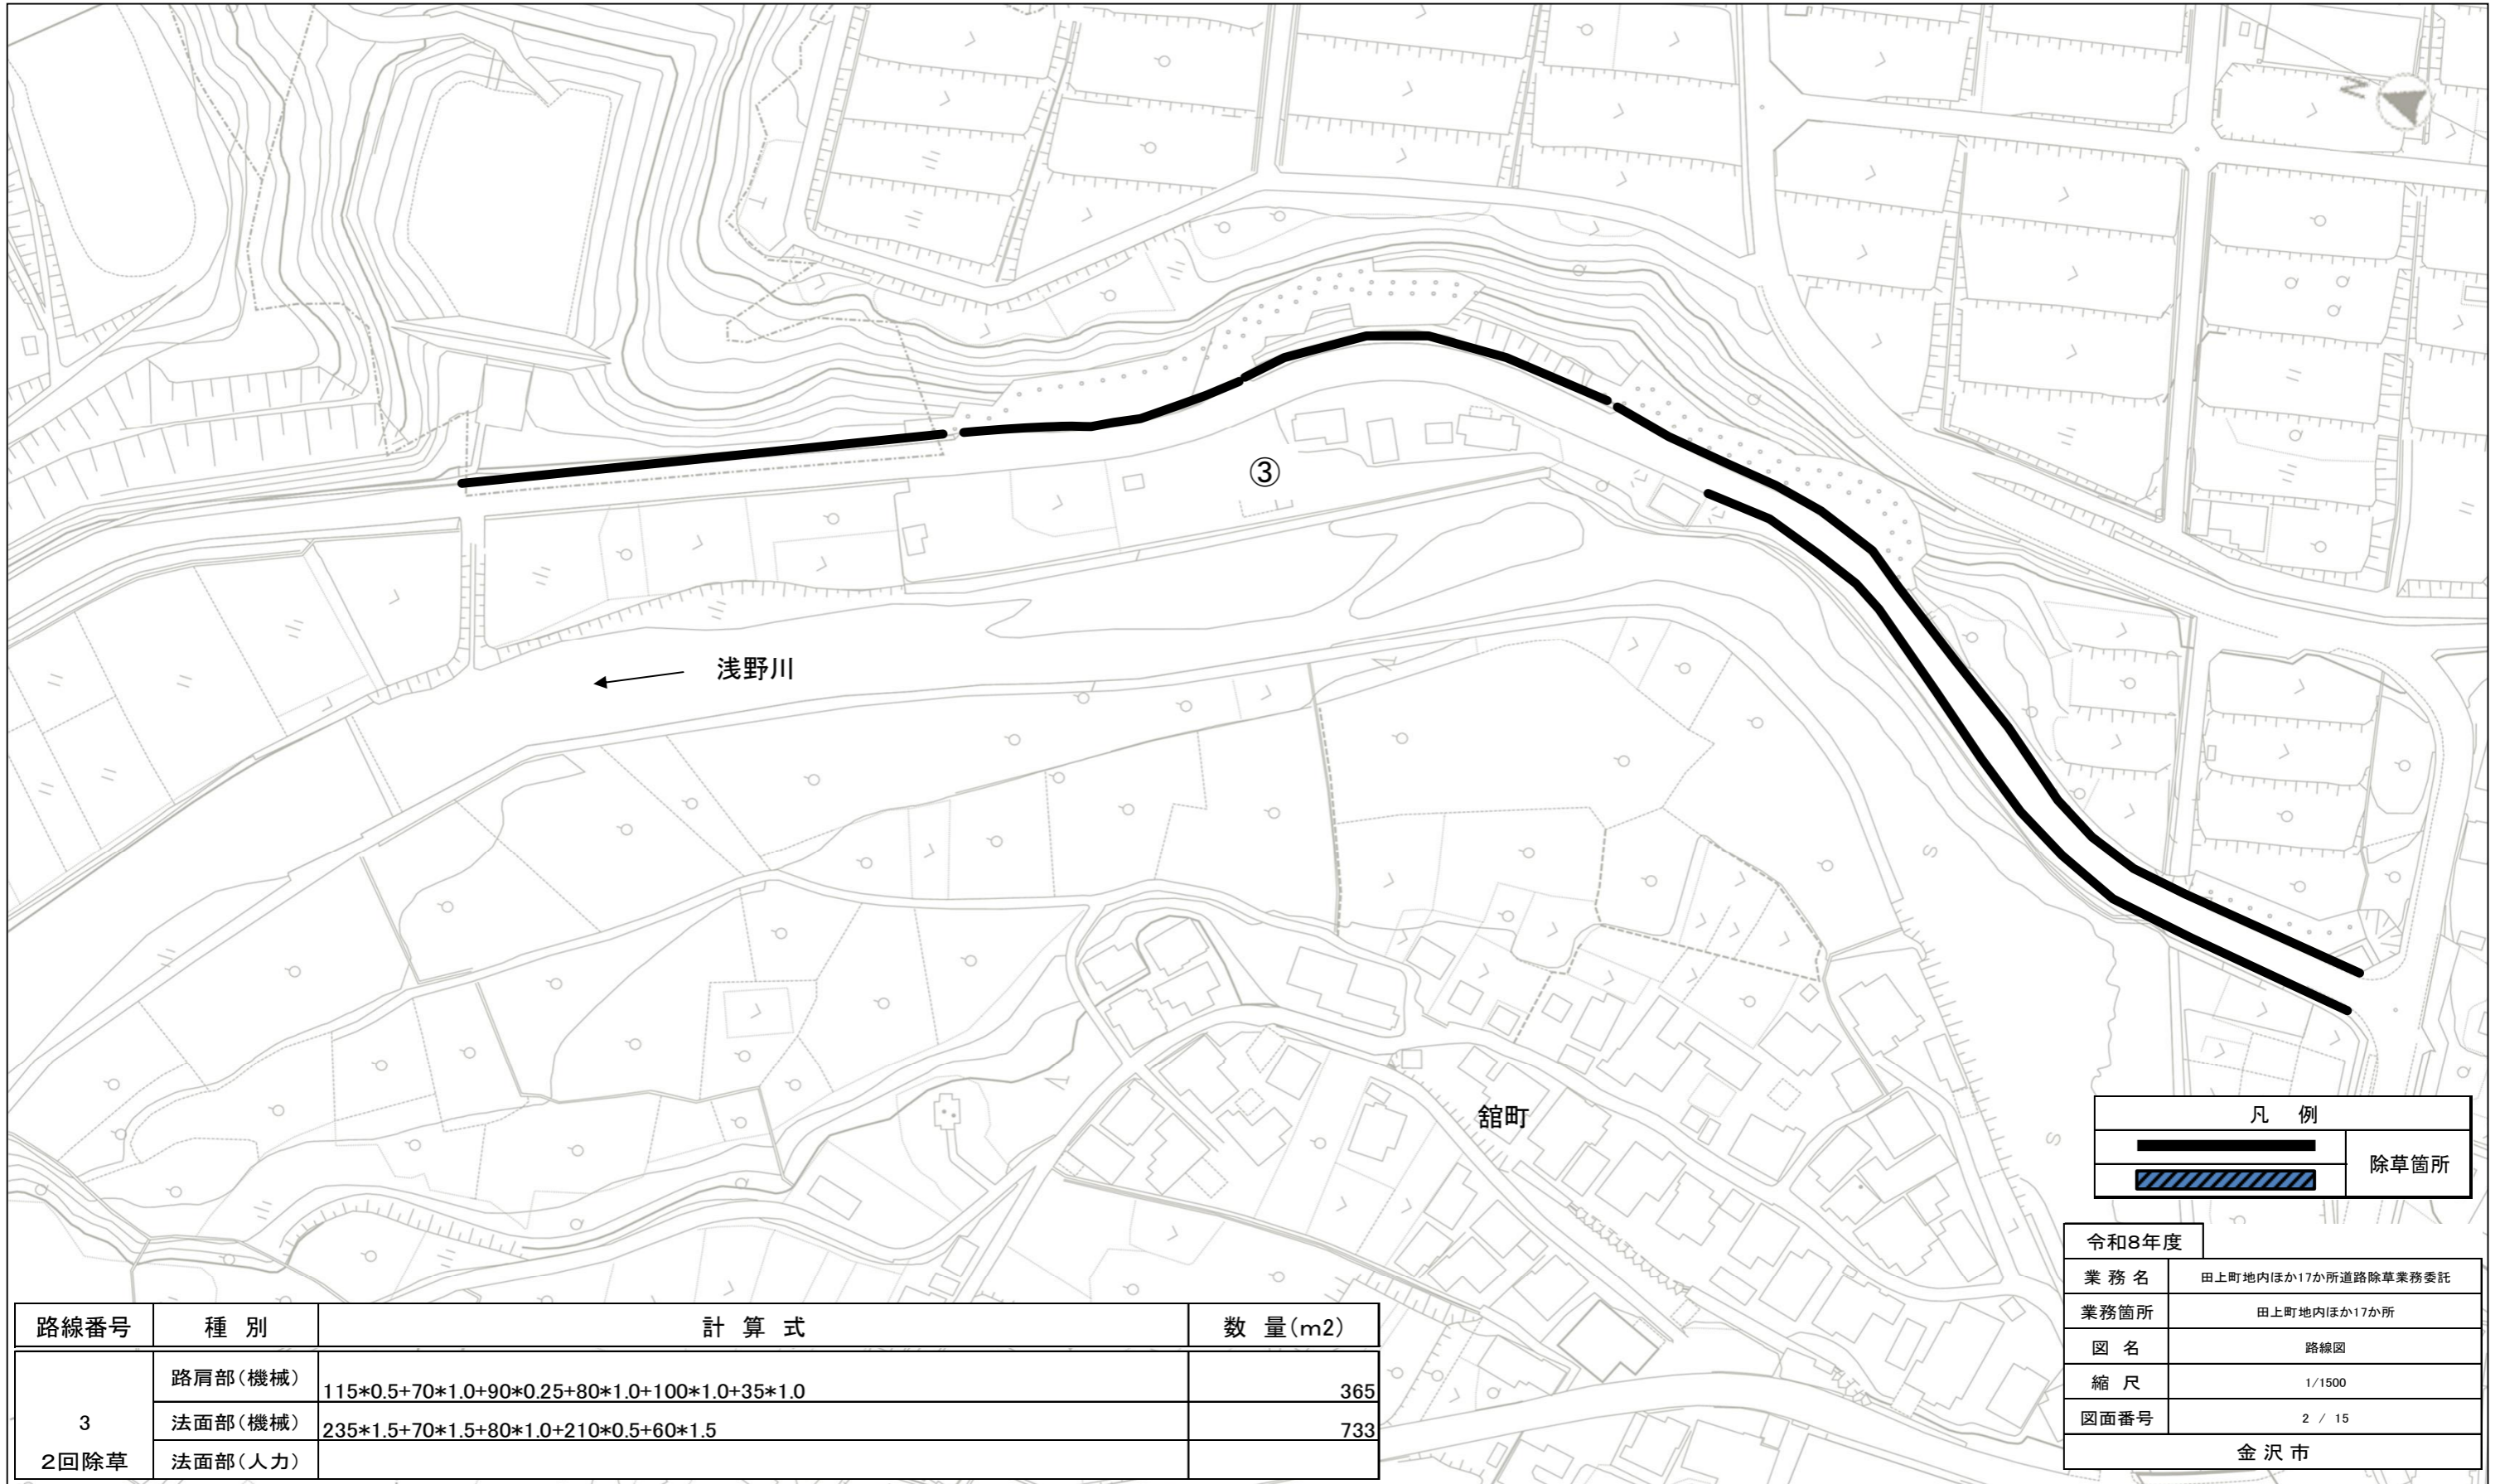 N
③
浅野川
舘町
凡 例
除草箇所
令和8年度
業 務 名 田上町地内ほか17か所道路除草業務委託
業務箇所 田上町地内ほか17か所
図 名 路線図
縮 尺 1/1500
図面番号 2 / 15
金 沢 市
路線番号 種 別 計 算 式 数 量(m2)
3
2回除草
路肩部(機械) 115*0.5+70*1.0+90*0.25+80*1.0+100*1.0+35*1.0 365
法面部(機械) 235*1.5+70*1.5+80*1.0+210*0.5+60*1.5 733
法面部(人力)